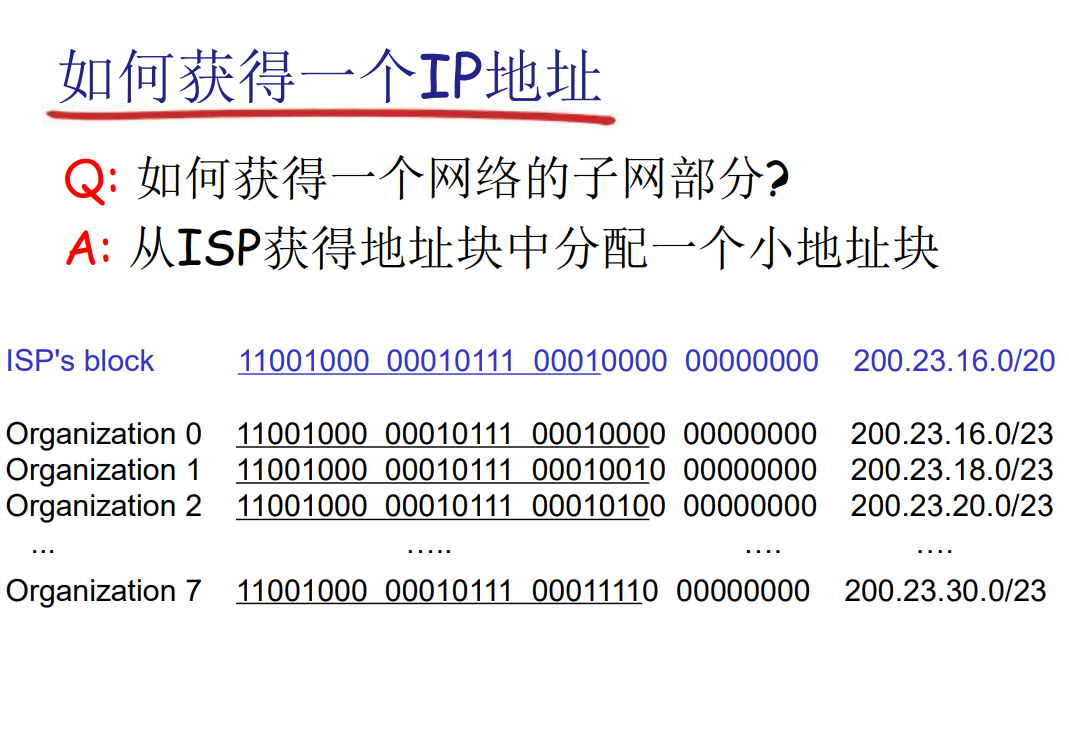 如何获得一个IP地址
Q: 如何获得一个网络的子网部分?
A: 从ISP获得地址块中分配一个小地址块
ISP's block 11001000 00010111 00010000 00000000 200.23.16.0/20
Organization 0 11001000 00010111 00010000 00000000 200.23.16.0/23
Organization 1 11001000 00010111 00010010 00000000 200.23.18.0/23
Organization 2 11001000 00010111 00010100 00000000 200.23.20.0/23
... ….. …. ….
Organization 7 11001000 00010111 00011110 00000000 200.23.30.0/23